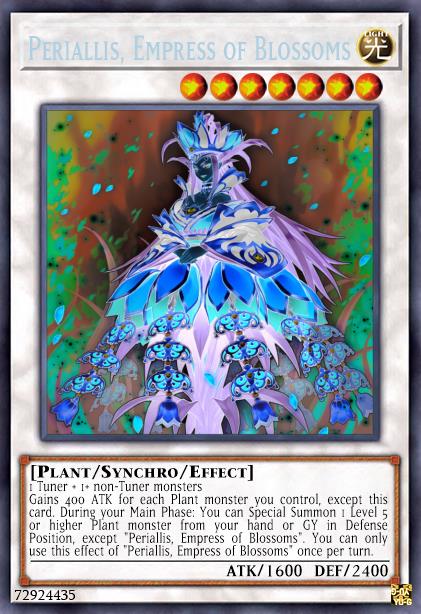 Periallis, Empress of Blossoms
LIGHT
光
[Plant/Synchro/Effect]
1 Tuner + 1+ non-Tuner monsters
Gains 400 ATK for each Plant monster you control, except this
card. During your Main Phase: You can Special Summon 1 Level 5
or higher Plant monster from your hand or GY in Defense
Position, except "Periallis, Empress of Blossoms". You can only
use this effect of "Periallis, Empress of Blossoms" once per turn.
ATK/1600 DEF/2400
72924435